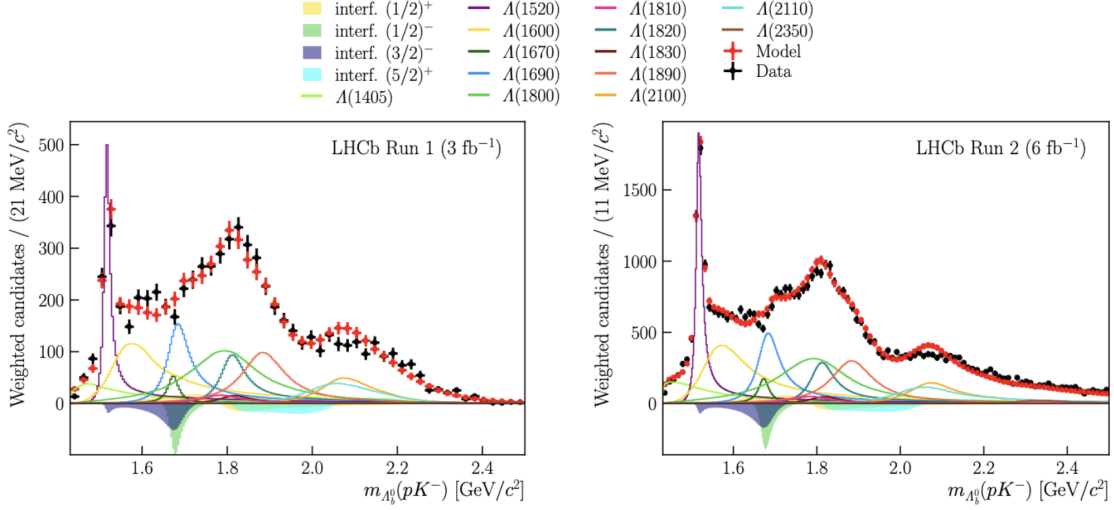 interf. (1/2)⁺ Λ(1520) Λ(1810) Λ(2110)
interf. (1/2)⁻ Λ(1600) Λ(1820) Λ(2350)
interf. (3/2)⁻ Λ(1670) Λ(1830) Model
interf. (5/2)⁺ Λ(1690) Λ(1890) Data
Λ(1405) Λ(1800) Λ(2100)
Weighted candidates / (21 MeV/c²)
500
400
300
200
100
0
LHCb Run 1 (3 fb⁻¹)
1.6 1.8 2.0 2.2 2.4
m_{Λ_b^0}(pK⁻) [GeV/c²]
Weighted candidates / (11 MeV/c²)
1500
1000
500
0
LHCb Run 2 (6 fb⁻¹)
1.6 1.8 2.0 2.2 2.4
m_{Λ_b^0}(pK⁻) [GeV/c²]